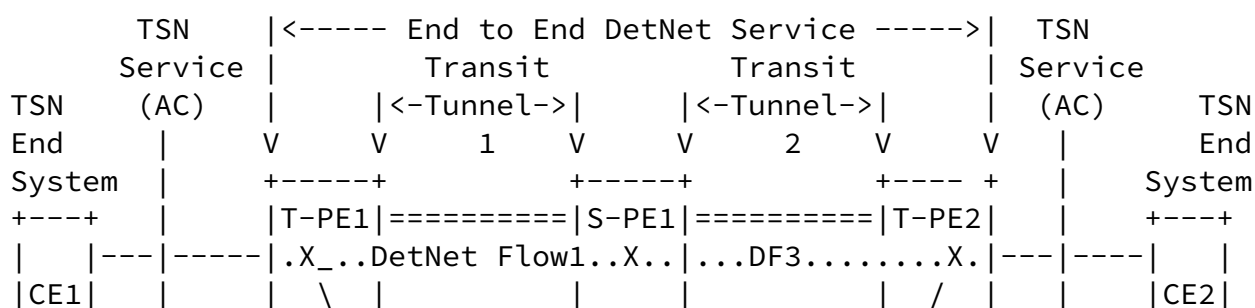 TSN    |<----- End to End DetNet Service ----->|  TSN
       Service |         Transit          Transit      | Service
TSN     (AC)   |      |<-Tunnel->|     |<-Tunnel->|    |  (AC)      TSN
End      |     V      V     1    V     V     2    V    V   |        End
System   |     +-----+           +-----+           +---- +   |     System
+---+    |     |T-PE1|==========|S-PE1|==========|T-PE2|   |     +---+
|   |---|-----|.X_..DetNet Flow1..X..|...DF3........X.|---|----|   |
|CE1|    |     |  \  |          |     |          |  /  |   |     |CE2|